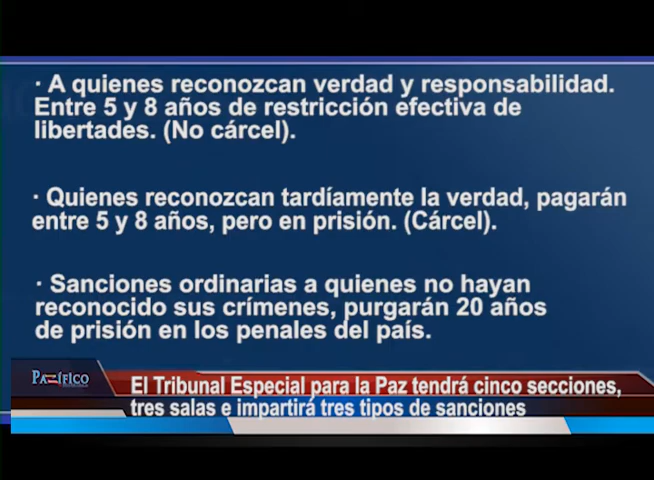 · A quienes reconozcan verdad y responsabilidad.
Entre 5 y 8 años de restricción efectiva de
libertades. (No cárcel).
· Quienes reconozcan tardíamente la verdad, pagarán
entre 5 y 8 años, pero en prisión. (Cárcel).
· Sanciones ordinarias a quienes no hayan
reconocido sus crímenes, purgarán 20 años
de prisión en los penales del país.
PAZÍFICO
El Tribunal Especial para la Paz tendrá cinco secciones,
tres salas e impartirá tres tipos de sanciones